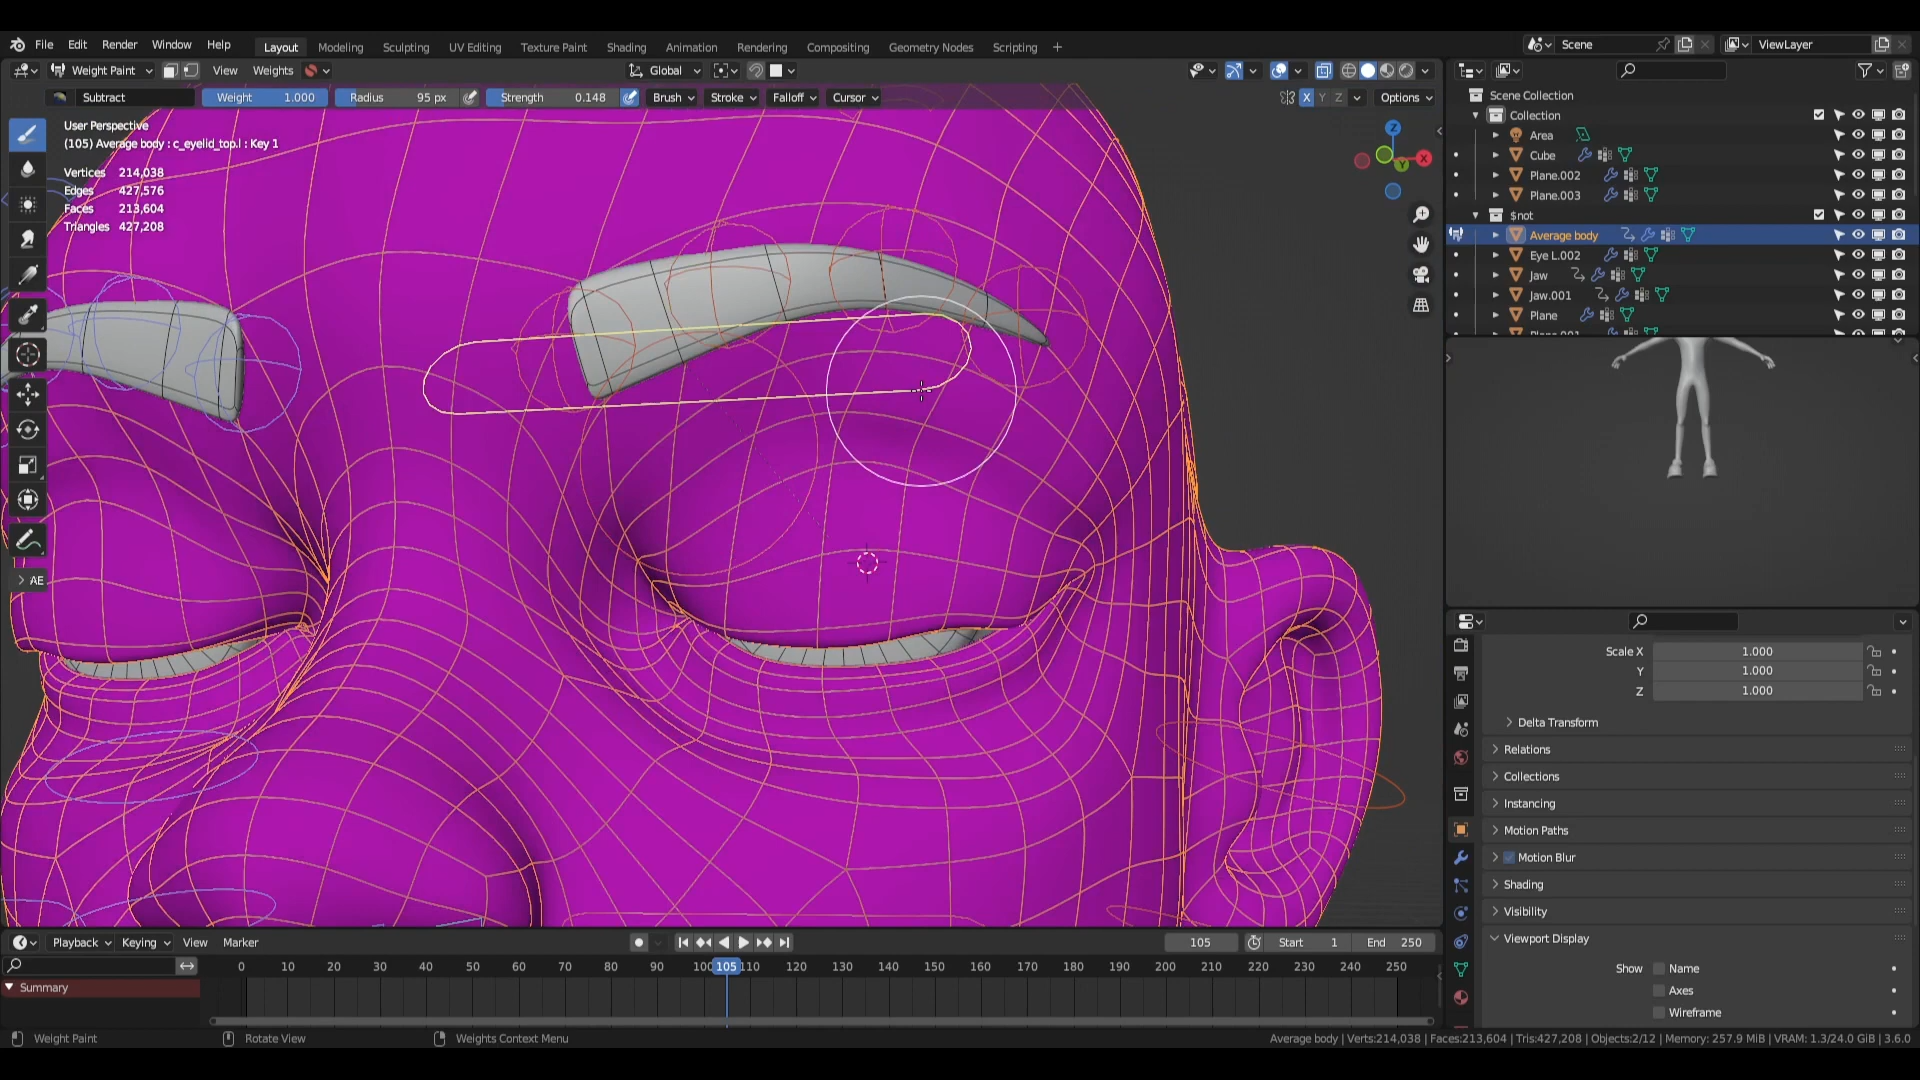 File Edit Render Window Help Layout Modeling Sculpting UV Editing Texture Paint Shading Animation Rendering Compositing Geometry Nodes Scripting + Scene ViewLayer
Weight Paint View Weights Global
Subtract Weight 1.000 Radius 95 px Strength 0.148 Brush Stroke Falloff Cursor X Y Z Options
User Perspective
(105) Average body : c_eyelid_top.l : Key 1
Vertices 214,038
Edges 427,576
Faces 213,604
Triangles 427,208
Z
X
Y
AE
Scene Collection
Collection
Area
Cube
Plane.002
Plane.003
$not
Average body
Eye L.002
Jaw
Jaw.001
Plane
Scale X 1.000
Y 1.000
Z 1.000
Delta Transform
Relations
Collections
Instancing
Motion Paths
Motion Blur
Shading
Visibility
Viewport Display
Show Name
Axes
Wireframe
Playback Keying View Marker 105 Start 1 End 250
0 10 20 30 40 50 60 70 80 90 100 105 110 120 130 140 150 160 170 180 190 200 210 220 230 240 250
Summary
Weight Paint Rotate View Weights Context Menu Average body | Verts:214,038 | Faces:213,604 | Tris:427,208 | Objects:2/12 | Memory: 257.9 MiB | VRAM: 1.3/24.0 GiB | 3.6.0